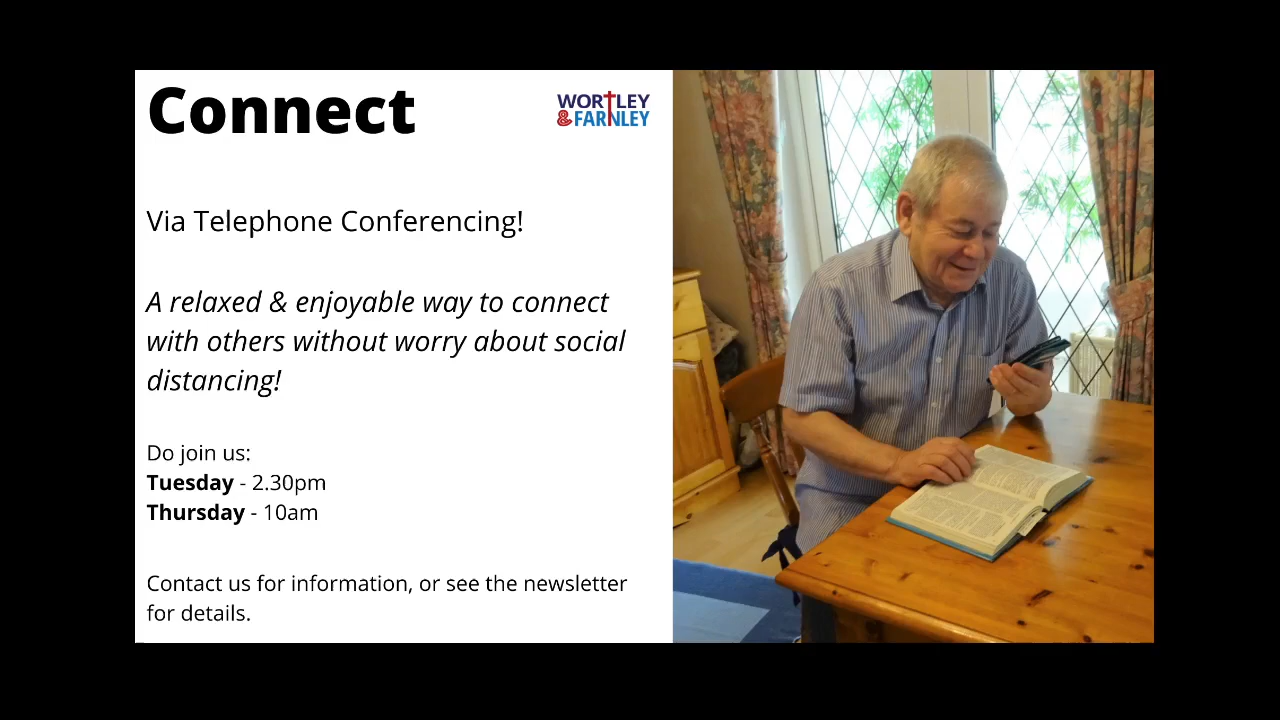 Connect
WORTLEY
&FARNLEY
Via Telephone Conferencing!
A relaxed & enjoyable way to connect
with others without worry about social
distancing!
Do join us:
Tuesday - 2.30pm
Thursday - 10am
Contact us for information, or see the newsletter
for details.